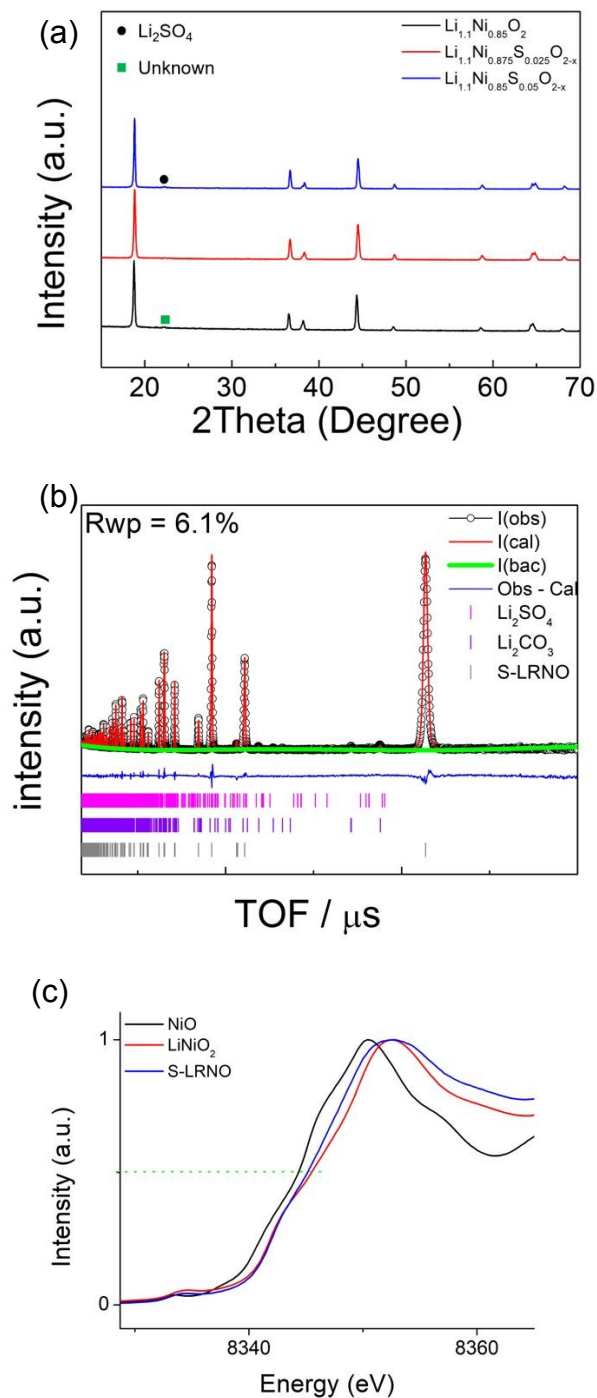 (a)
● Li₂SO₄
■ Unknown
Li₁.₁Ni₀.₈₅O₂
Li₁.₁Ni₀.₈₇₅S₀.₀₂₅O₂₋ₓ
Li₁.₁Ni₀.₈₅S₀.₀₅O₂₋ₓ
Intensity (a.u.)
20 30 40 50 60 70
2Theta (Degree)
(b)
Rwp = 6.1%
I(obs)
I(cal)
I(bac)
Obs - Cal
Li₂SO₄
Li₂CO₃
S-LRNO
intensity (a.u.)
TOF / μs
(c)
NiO
LiNiO₂
S-LRNO
1
0
Intensity (a.u.)
8340 8360
Energy (eV)